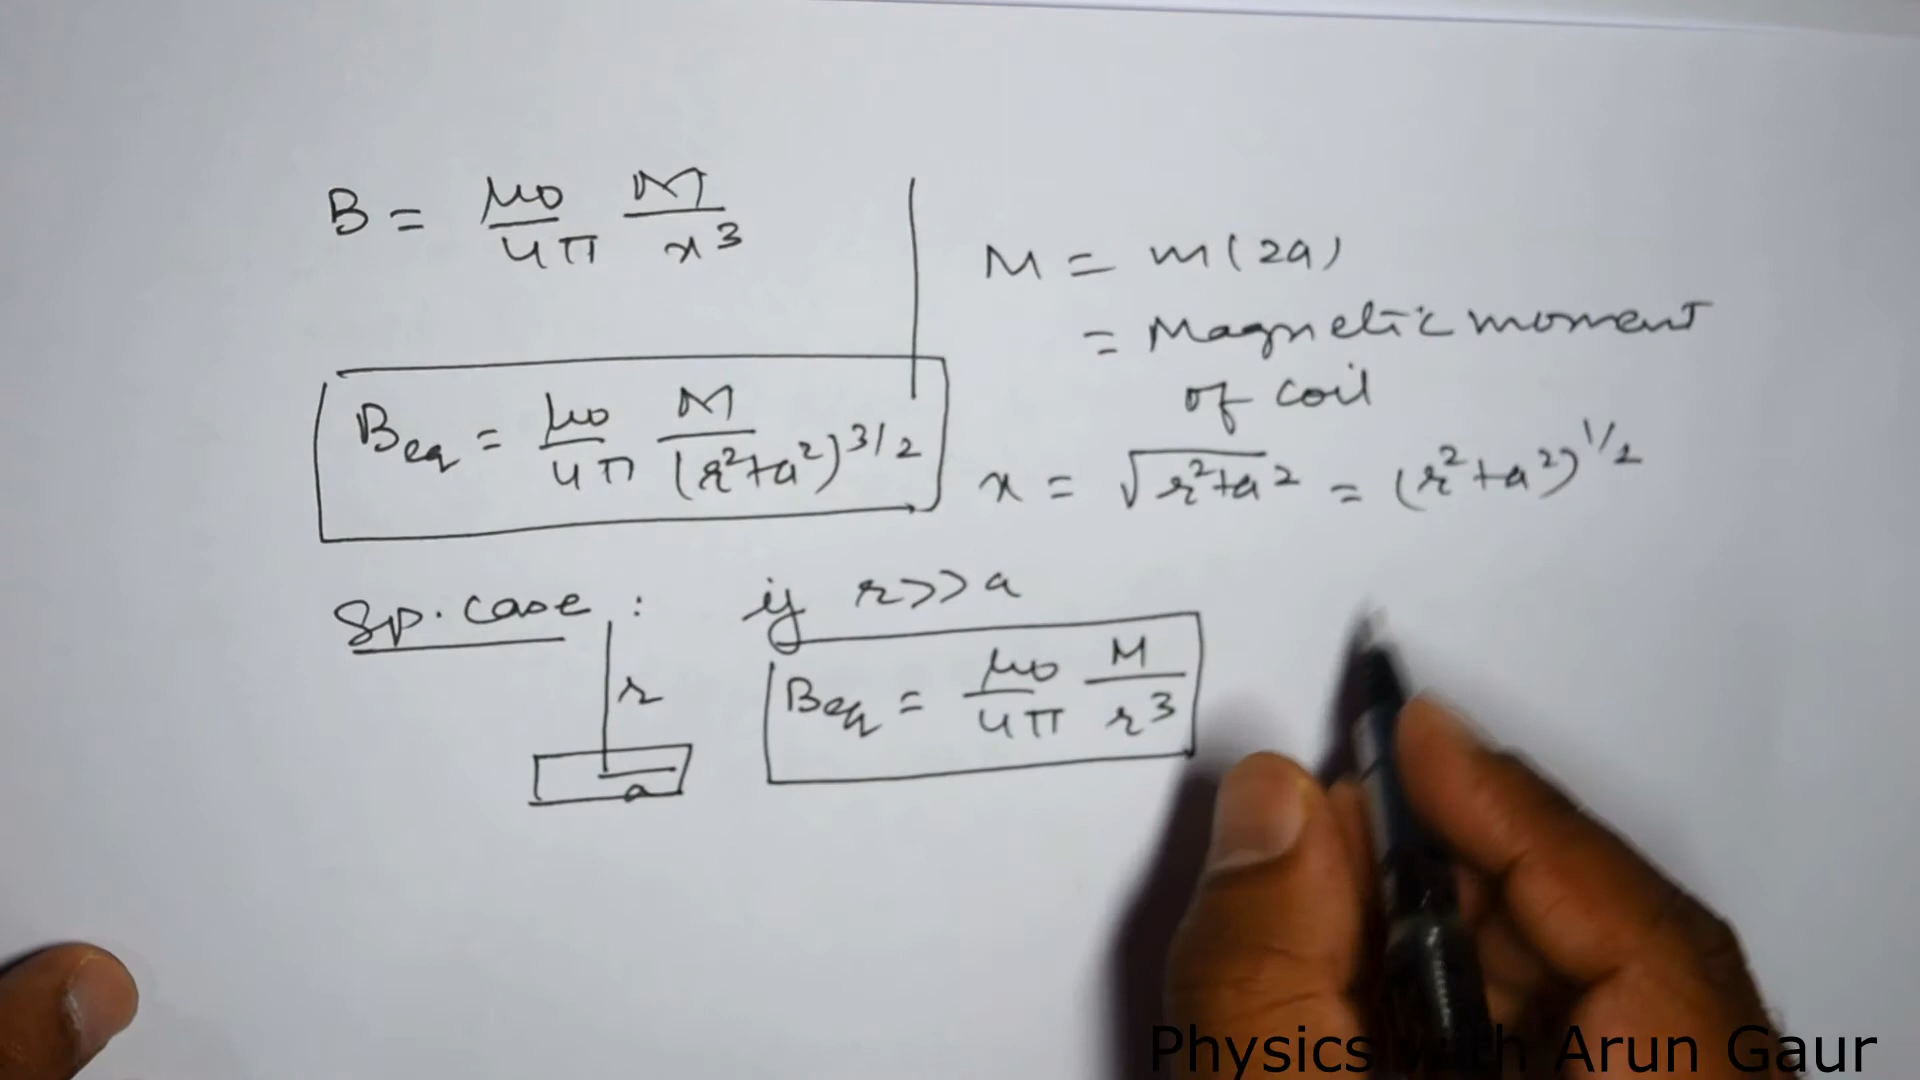 B = μ0/4π M/x³
M = m(2a)
= Magnetic moment
of coil
Beq = μ0/4π M/(r²+a²)^3/2
x = √r²+a² = (r²+a²)^1/2
Sp. case : if r>>a
r
Beq = μ0/4π M/r³
a
Physics with Arun Gaur